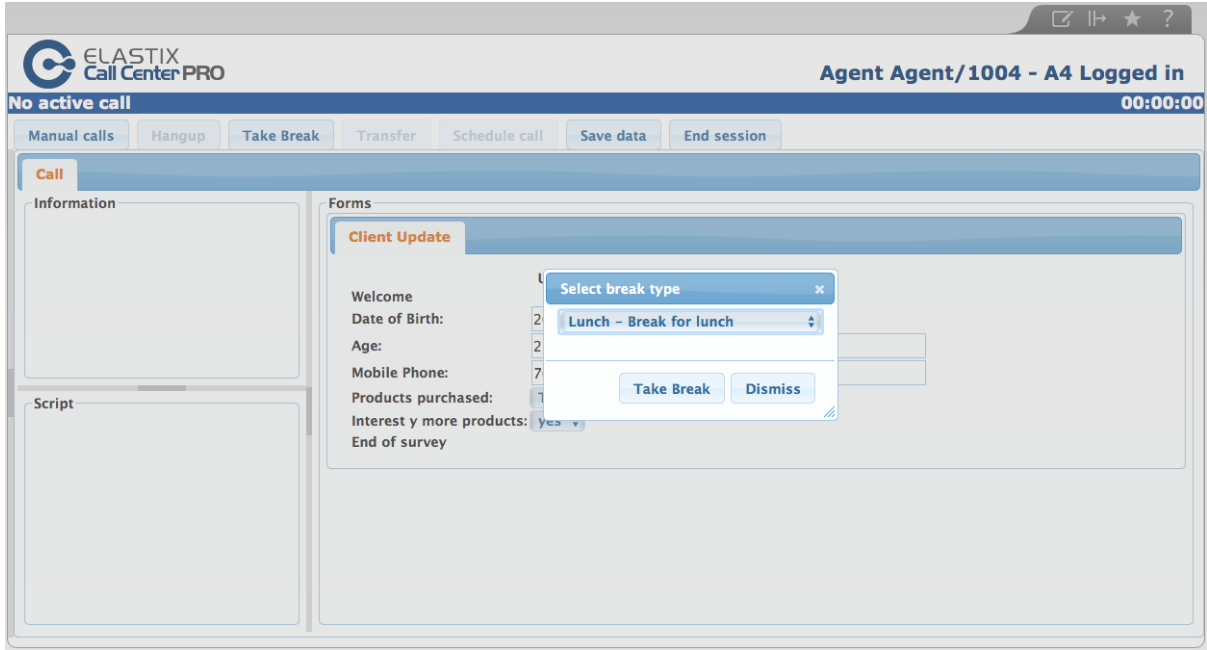 ?
ELASTIX
Call Center PRO
Agent Agent/1004 - A4 Logged in
No active call 00:00:00
Manual calls Hangup Take Break Transfer Schedule call Save data End session
Call
Information
Forms
Client Update
Select break type ×
Welcome
Lunch - Break for lunch
Date of Birth:
Age:
Mobile Phone:
Take Break Dismiss
Products purchased:
Script
Interest y more products: yes
End of survey